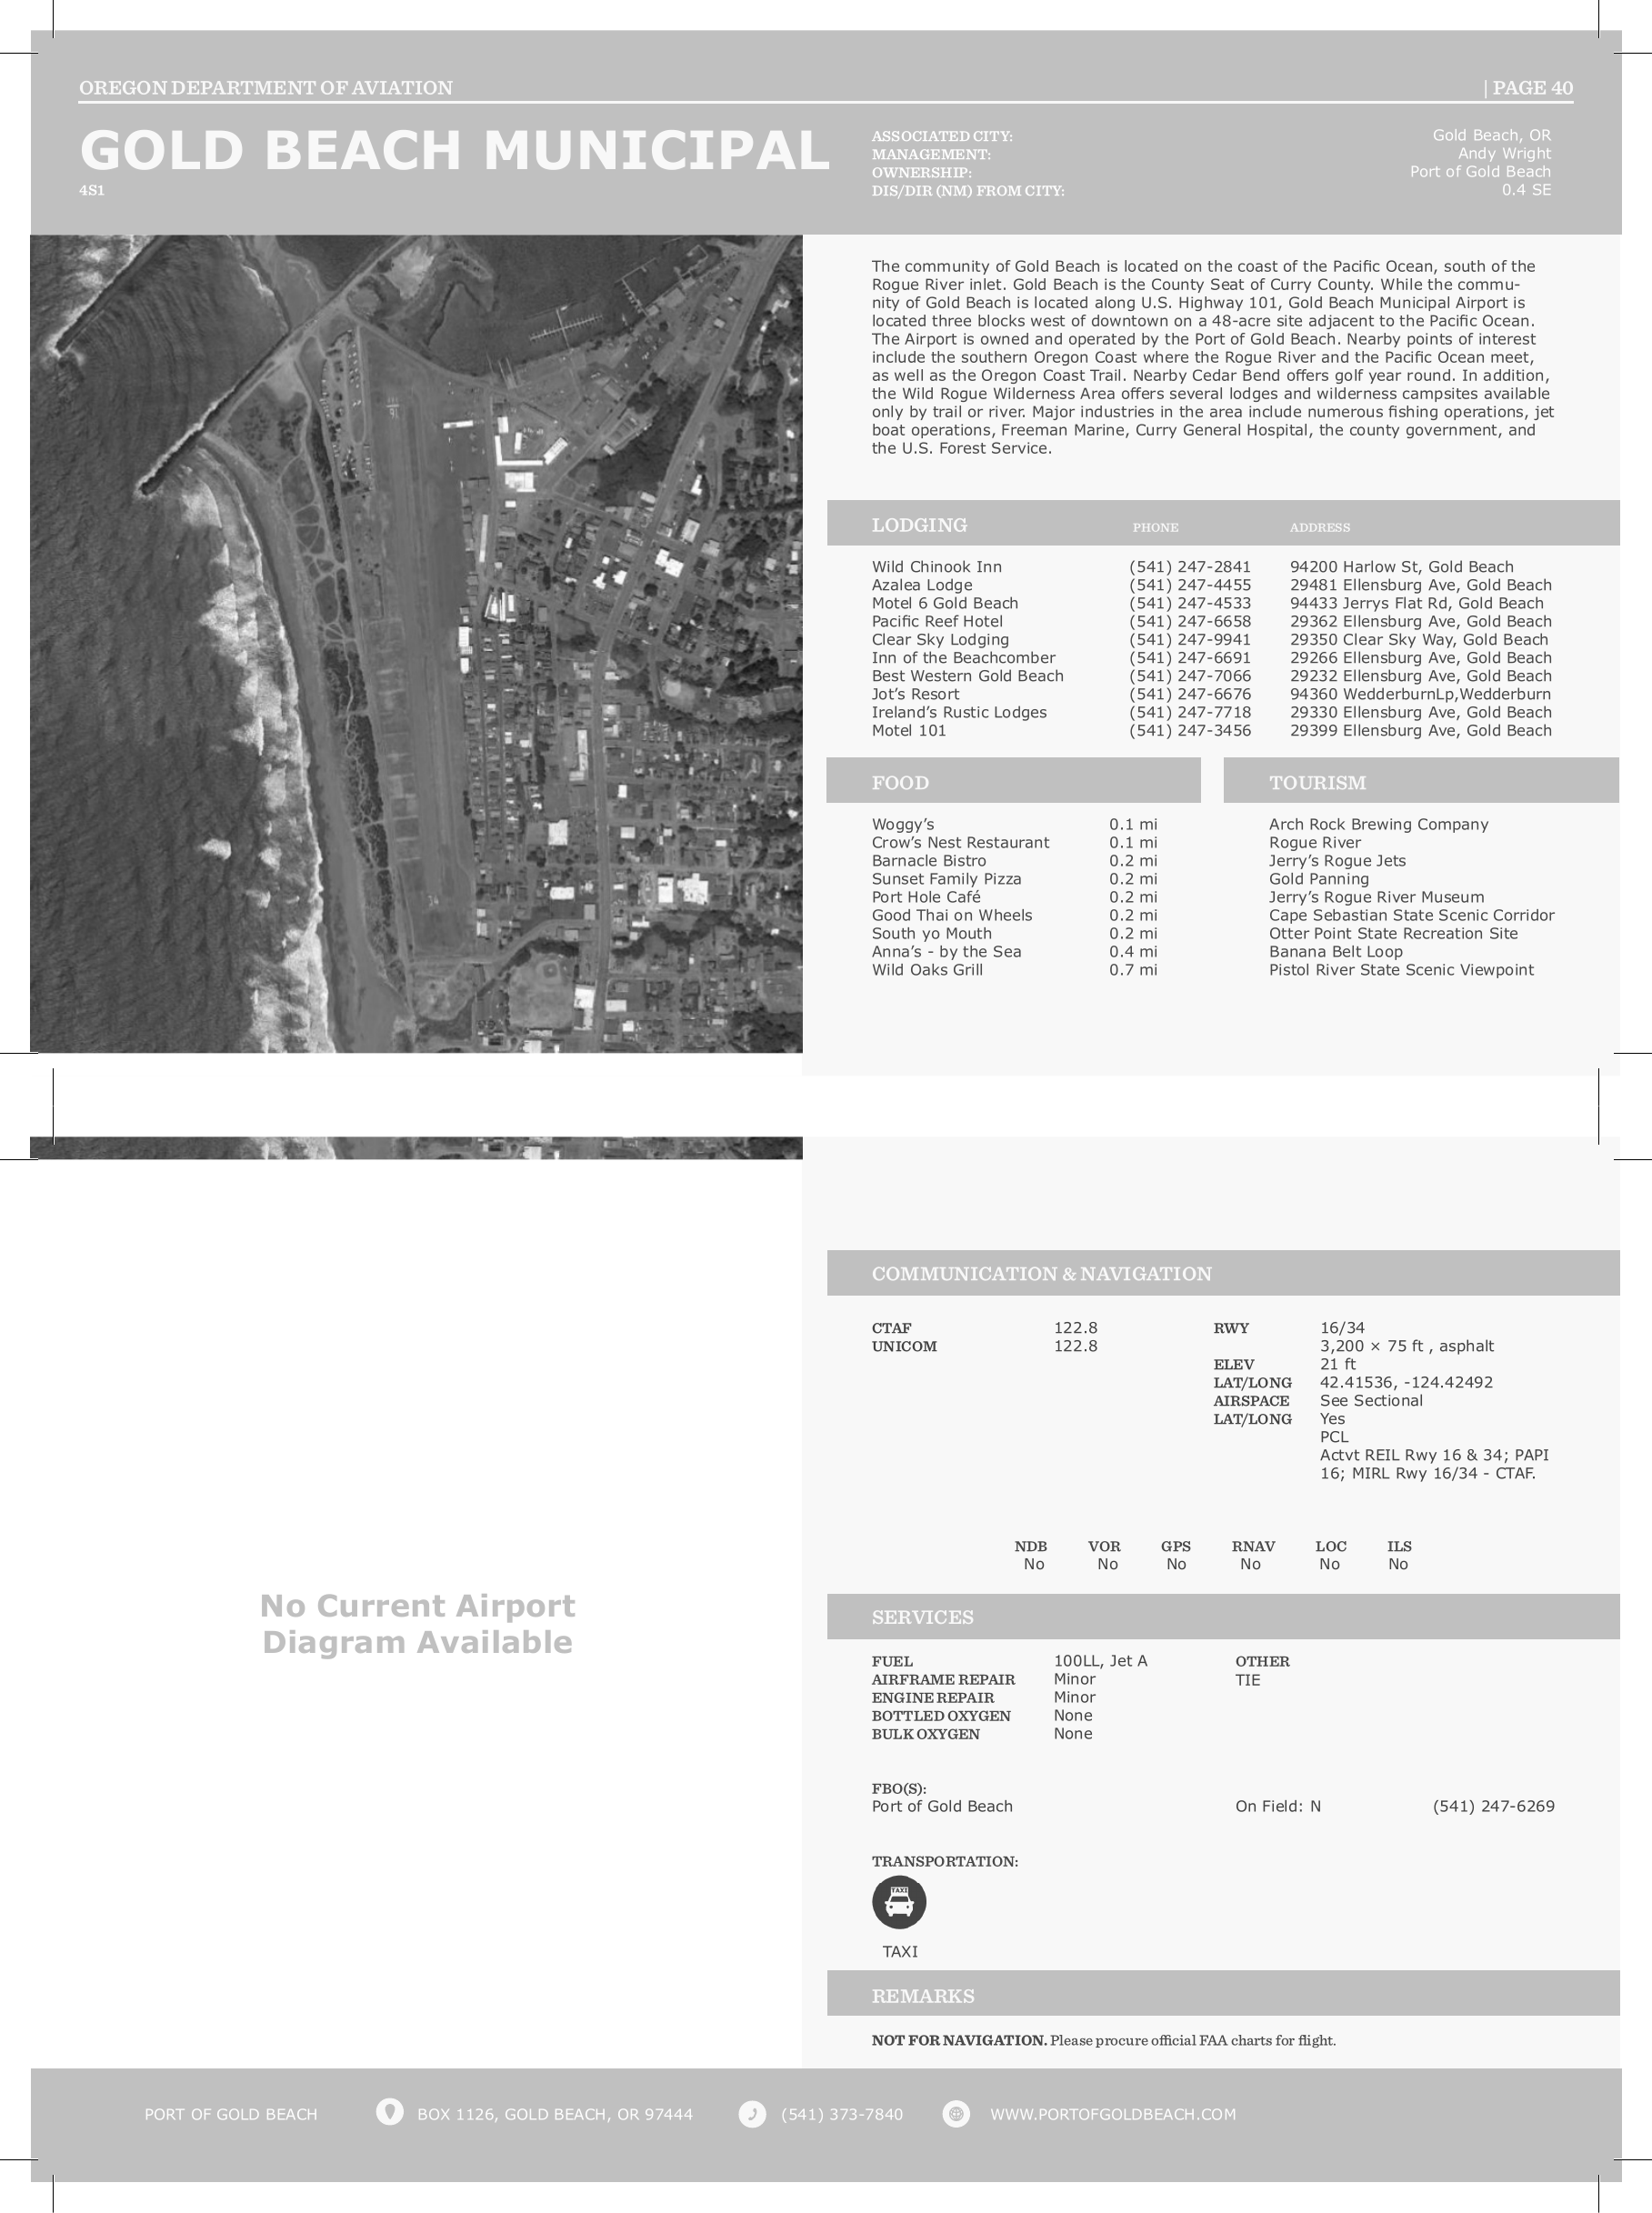 OREGON DEPARTMENT OF AVIATION | PAGE 40
GOLD BEACH MUNICIPAL
4S1
ASSOCIATED CITY: Gold Beach, OR
MANAGEMENT: Andy Wright
OWNERSHIP: Port of Gold Beach
DIS/DIR (NM) FROM CITY: 0.4 SE
The community of Gold Beach is located on the coast of the Pacific Ocean, south of the
Rogue River inlet. Gold Beach is the County Seat of Curry County. While the commu-
nity of Gold Beach is located along U.S. Highway 101, Gold Beach Municipal Airport is
located three blocks west of downtown on a 48-acre site adjacent to the Pacific Ocean.
The Airport is owned and operated by the Port of Gold Beach. Nearby points of interest
include the southern Oregon Coast where the Rogue River and the Pacific Ocean meet,
as well as the Oregon Coast Trail. Nearby Cedar Bend offers golf year round. In addition,
the Wild Rogue Wilderness Area offers several lodges and wilderness campsites available
only by trail or river. Major industries in the area include numerous fishing operations, jet
boat operations, Freeman Marine, Curry General Hospital, the county government, and
the U.S. Forest Service.
LODGING PHONE ADDRESS
Wild Chinook Inn (541) 247-2841 94200 Harlow St, Gold Beach
Azalea Lodge (541) 247-4455 29481 Ellensburg Ave, Gold Beach
Motel 6 Gold Beach (541) 247-4533 94433 Jerrys Flat Rd, Gold Beach
Pacific Reef Hotel (541) 247-6658 29362 Ellensburg Ave, Gold Beach
Clear Sky Lodging (541) 247-9941 29350 Clear Sky Way, Gold Beach
Inn of the Beachcomber (541) 247-6691 29266 Ellensburg Ave, Gold Beach
Best Western Gold Beach (541) 247-7066 29232 Ellensburg Ave, Gold Beach
Jot's Resort (541) 247-6676 94360 WedderburnLp,Wedderburn
Ireland's Rustic Lodges (541) 247-7718 29330 Ellensburg Ave, Gold Beach
Motel 101 (541) 247-3456 29399 Ellensburg Ave, Gold Beach
FOOD
Woggy's 0.1 mi
Crow's Nest Restaurant 0.1 mi
Barnacle Bistro 0.2 mi
Sunset Family Pizza 0.2 mi
Port Hole Café 0.2 mi
Good Thai on Wheels 0.2 mi
South yo Mouth 0.2 mi
Anna's - by the Sea 0.4 mi
Wild Oaks Grill 0.7 mi
TOURISM
Arch Rock Brewing Company
Rogue River
Jerry's Rogue Jets
Gold Panning
Jerry's Rogue River Museum
Cape Sebastian State Scenic Corridor
Otter Point State Recreation Site
Banana Belt Loop
Pistol River State Scenic Viewpoint
No Current Airport
Diagram Available
COMMUNICATION & NAVIGATION
CTAF 122.8
UNICOM 122.8
RWY 16/34
3,200 × 75 ft , asphalt
ELEV 21 ft
LAT/LONG 42.41536, -124.42492
AIRSPACE See Sectional
LAT/LONG Yes
PCL
Actvt REIL Rwy 16 & 34; PAPI
16; MIRL Rwy 16/34 - CTAF.
NDB VOR GPS RNAV LOC ILS
No No No No No No
SERVICES
FUEL 100LL, Jet A
AIRFRAME REPAIR Minor
ENGINE REPAIR Minor
BOTTLED OXYGEN None
BULK OXYGEN None
OTHER
TIE
FBO(S):
Port of Gold Beach On Field: N (541) 247-6269
TRANSPORTATION:
TAXI
TAXI
REMARKS
NOT FOR NAVIGATION. Please procure official FAA charts for flight.
PORT OF GOLD BEACH BOX 1126, GOLD BEACH, OR 97444 (541) 373-7840 WWW.PORTOFGOLDBEACH.COM